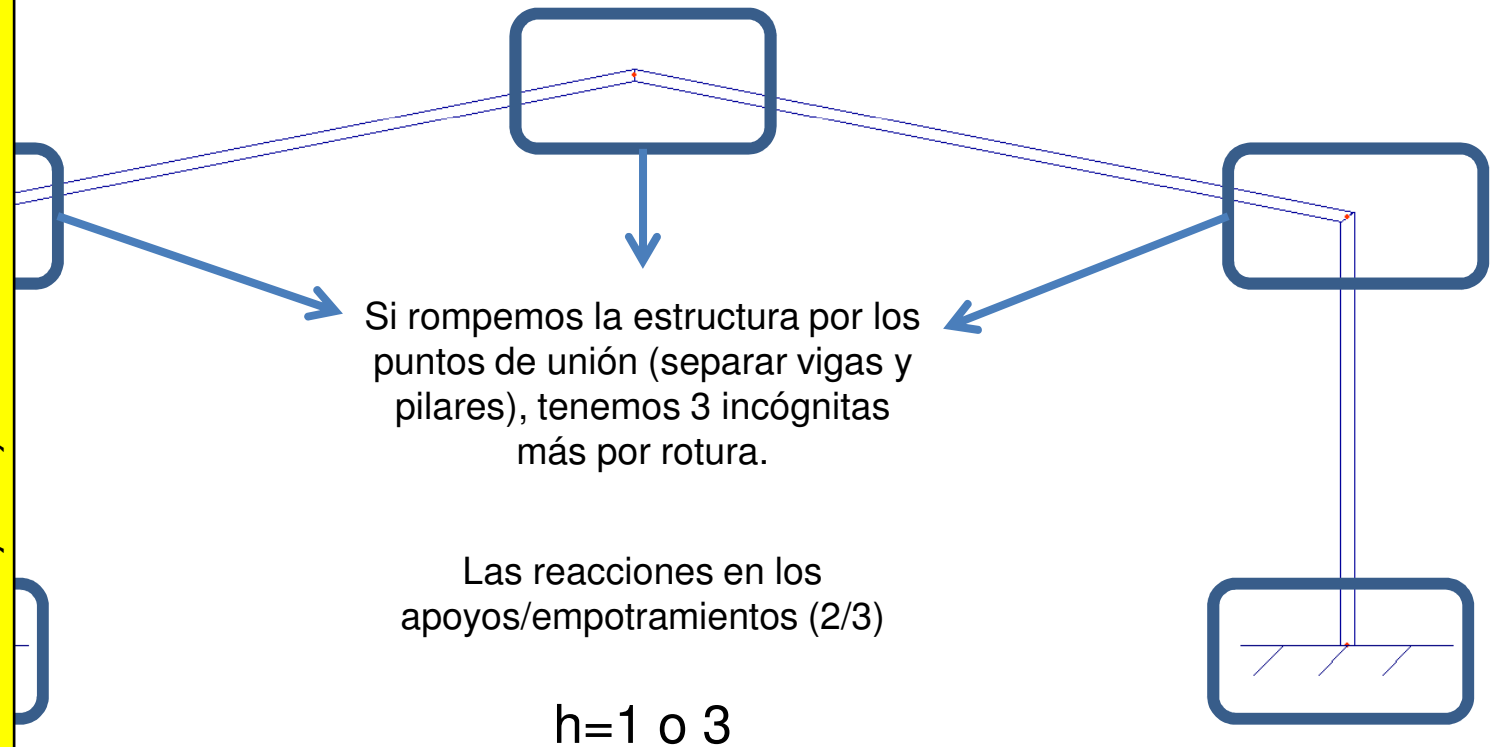 Si rompemos la estructura por los
puntos de unión (separar vigas y
pilares), tenemos 3 incógnitas
más por rotura.
Las reacciones en los
apoyos/empotramientos (2/3)
h=1 o 3